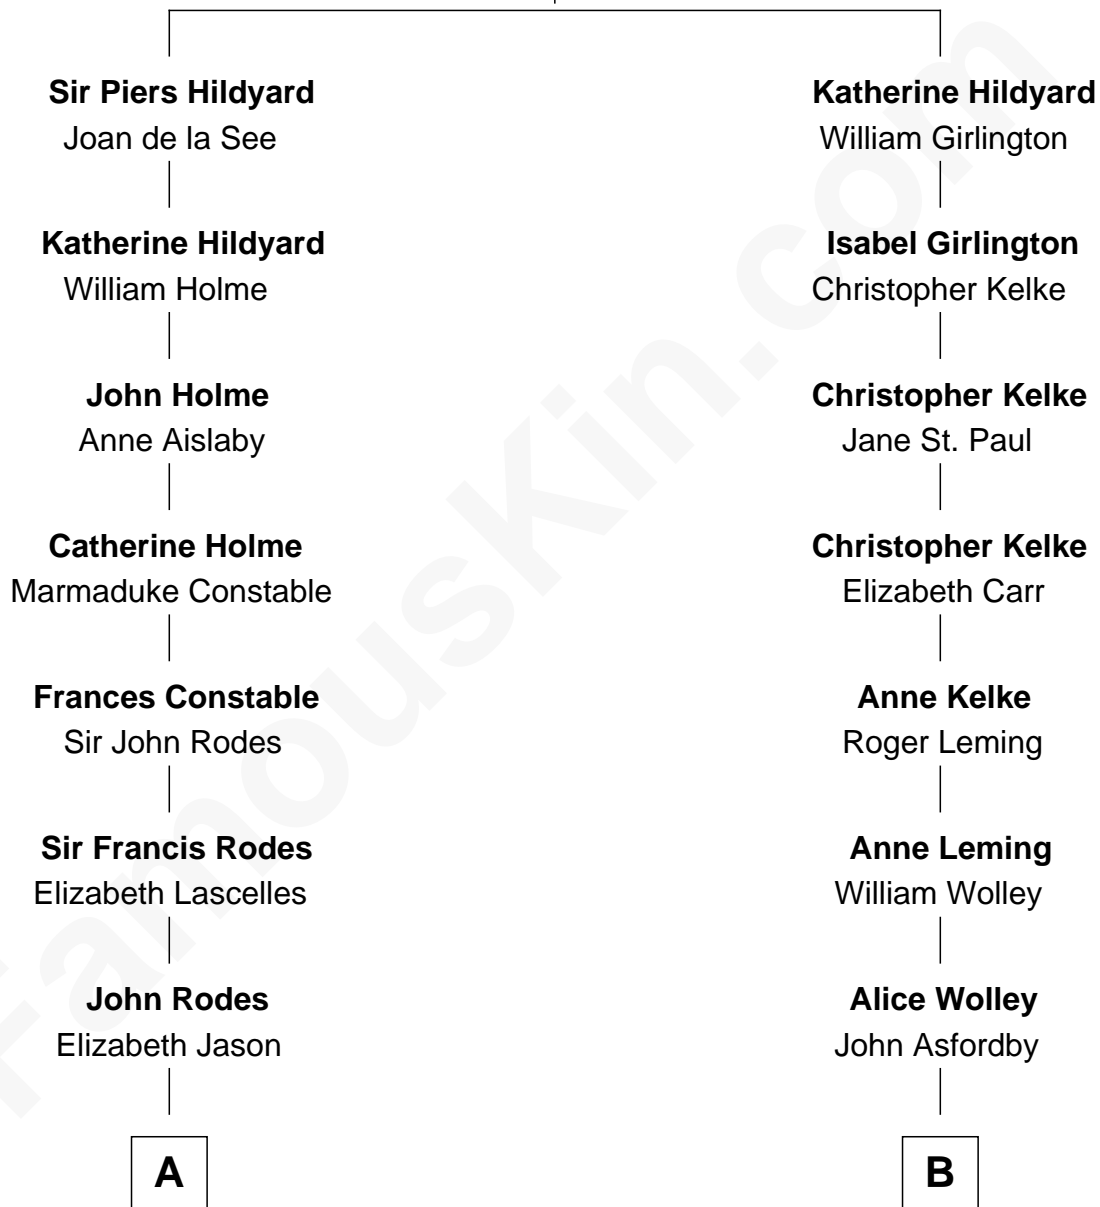 Sir Piers Hildyard
Joan de la See
Katherine Hildyard
William Holme
John Holme
Anne Aislaby
Catherine Holme
Marmaduke Constable
Frances Constable
Sir John Rodes
Sir Francis Rodes
Elizabeth Lascelles
John Rodes
Elizabeth Jason
A
Katherine Hildyard
William Girlington
Isabel Girlington
Christopher Kelke
Christopher Kelke
Jane St. Paul
Christopher Kelke
Elizabeth Carr
Anne Kelke
Roger Leming
Anne Leming
William Wolley
Alice Wolley
John Asfordby
B
FamousKin.com